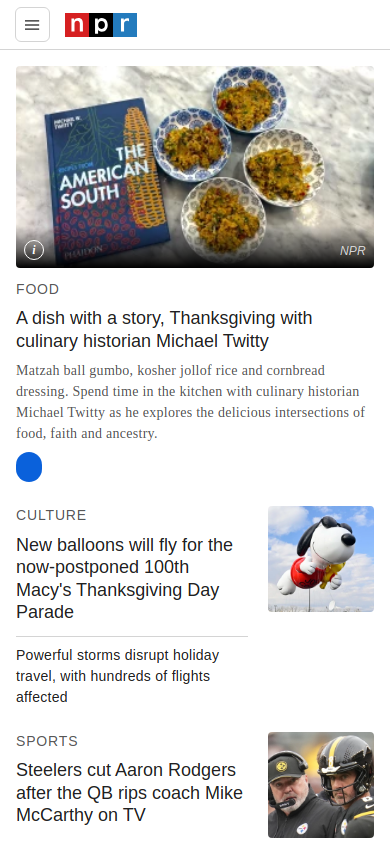 npr
MICHAEL W.
TWITTY
THE
AMERICAN
SOUTH
PHAIDON
i
NPR
FOOD
A dish with a story, Thanksgiving with
culinary historian Michael Twitty
Matzah ball gumbo, kosher jollof rice and cornbread
dressing. Spend time in the kitchen with culinary historian
Michael Twitty as he explores the delicious intersections of
food, faith and ancestry.
CULTURE
New balloons will fly for the
now-postponed 100th
Macy's Thanksgiving Day
Parade
Powerful storms disrupt holiday
travel, with hundreds of flights
affected
SPORTS
Steelers cut Aaron Rodgers
after the QB rips coach Mike
McCarthy on TV